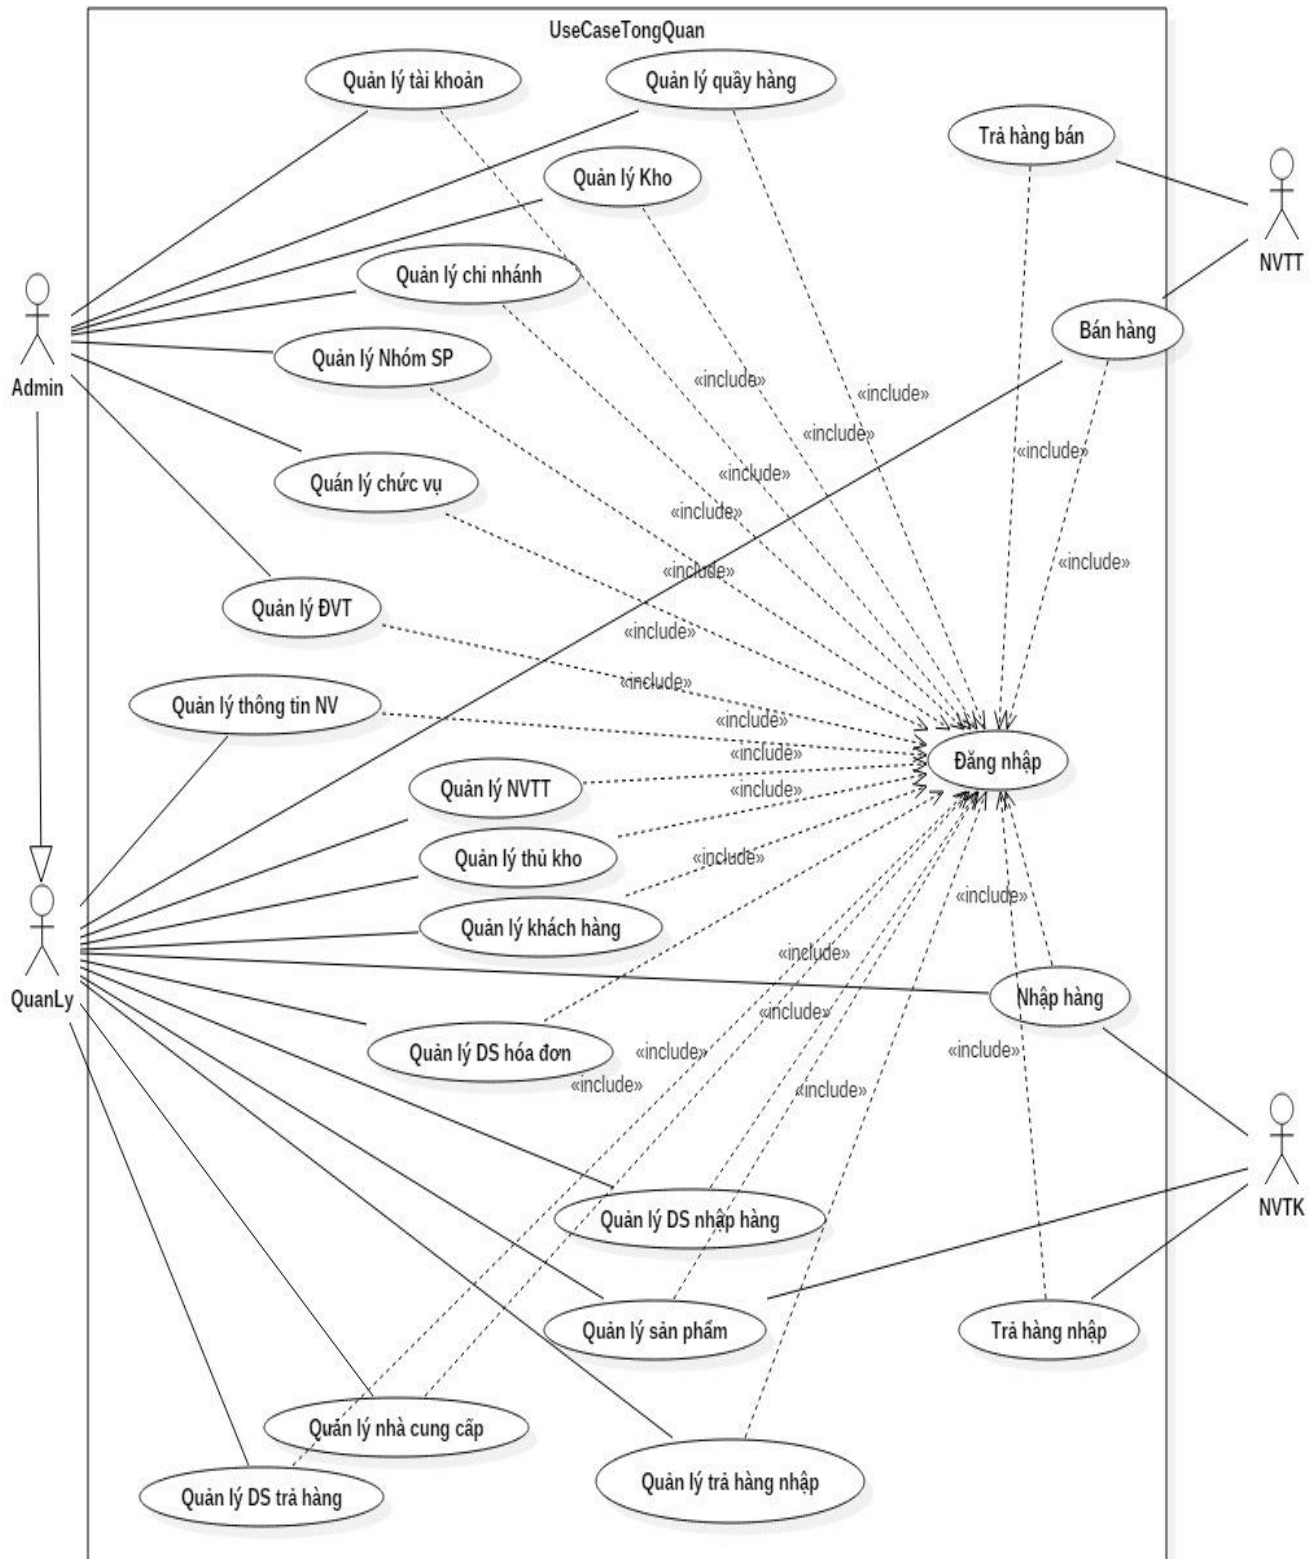 UseCaseTongQuan
Quản lý tài khoản
Quản lý quầy hàng
Trả hàng bán
Quản lý Kho
NVTT
Quản lý chi nhánh
Bán hàng
Quản lý Nhóm SP
Admin
«include»
«include»
«include»
«include»
«include»
Quán lý chức vụ
«include»
«include»
«include»
Quản lý ĐVT
«include»
«include»
Quản lý thông tin NV
«include»
«include»
Đăng nhập
Quản lý NVTT
«include»
Quản lý thủ kho
«include»
«include»
Quản lý khách hàng
«include»
QuanLy
Nhập hàng
«include»
Quản lý DS hóa đơn
«include»
«include»
«include»
«include»
NVTK
Quản lý DS nhập hàng
Quản lý sản phẩm
Trả hàng nhập
Quản lý nhà cung cấp
Quản lý trả hàng nhập
Quản lý DS trả hàng